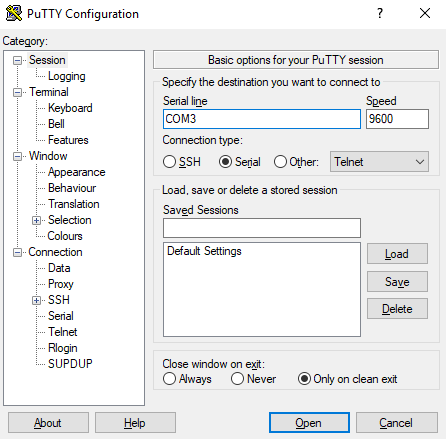 PuTTY Configuration
Category:
Session
Logging
Terminal
Keyboard
Bell
Features
Window
Appearance
Behaviour
Translation
Selection
Colours
Connection
Data
Proxy
SSH
Serial
Telnet
Rlogin
SUPDUP
Basic options for your PuTTY session
Specify the destination you want to connect to
Serial line Speed
COM3 9600
Connection type:
SSH Serial Other: Telnet
Load, save or delete a stored session
Saved Sessions
Default Settings
Load
Save
Delete
Close window on exit:
Always Never Only on clean exit
About Help Open Cancel